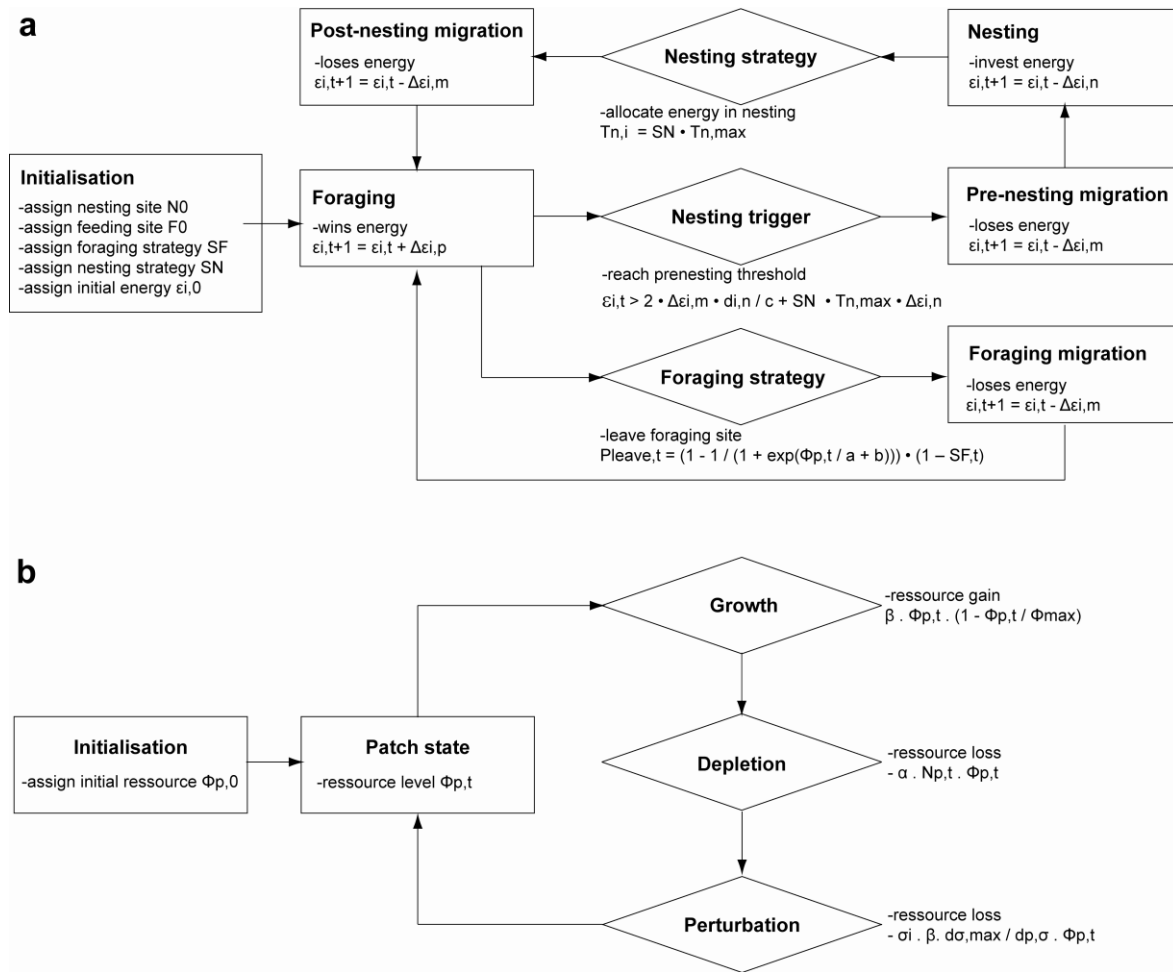 a
Post-nesting migration
-loses energy
εi,t+1 = εi,t - Δεi,m
Nesting strategy
-allocate energy in nesting
Tn,i = SN • Tn,max
Nesting
-invest energy
εi,t+1 = εi,t - Δεi,n
Initialisation
-assign nesting site N0
-assign feeding site F0
-assign foraging strategy SF
-assign nesting strategy SN
-assign initial energy εi,0
Foraging
-wins energy
εi,t+1 = εi,t + Δεi,p
Nesting trigger
-reach prenesting threshold
εi,t > 2 • Δεi,m • di,n / c + SN • Tn,max • Δεi,n
Pre-nesting migration
-loses energy
εi,t+1 = εi,t - Δεi,m
Foraging strategy
-leave foraging site
Pleave,t = (1 - 1 / (1 + exp(Φp,t / a + b))) • (1 – SF,t)
Foraging migration
-loses energy
εi,t+1 = εi,t - Δεi,m
b
Growth
-ressource gain
β . Φp,t . (1 - Φp,t / Φmax)
Initialisation
-assign initial ressource Φp,0
Patch state
-ressource level Φp,t
Depletion
-ressource loss
- α . Np,t . Φp,t
Perturbation
-ressource loss
- σi . β. dσ,max / dp,σ . Φp,t